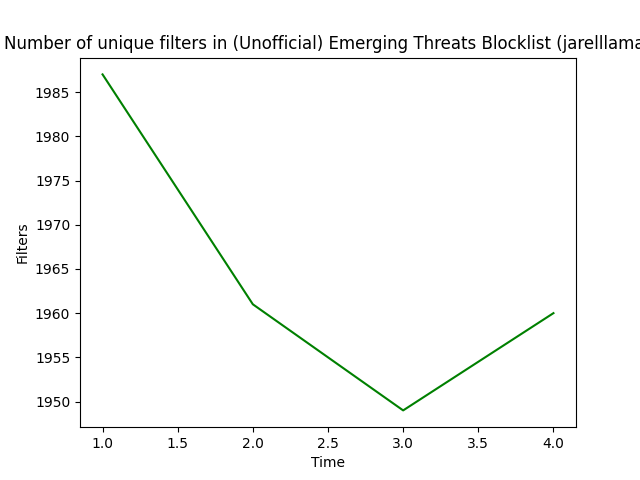 Number of unique filters in (Unofficial) Emerging Threats Blocklist (jarelllama
1985
1980
1975
1970
1965
1960
1955
1950
Filters
1.0 1.5 2.0 2.5 3.0 3.5 4.0
Time